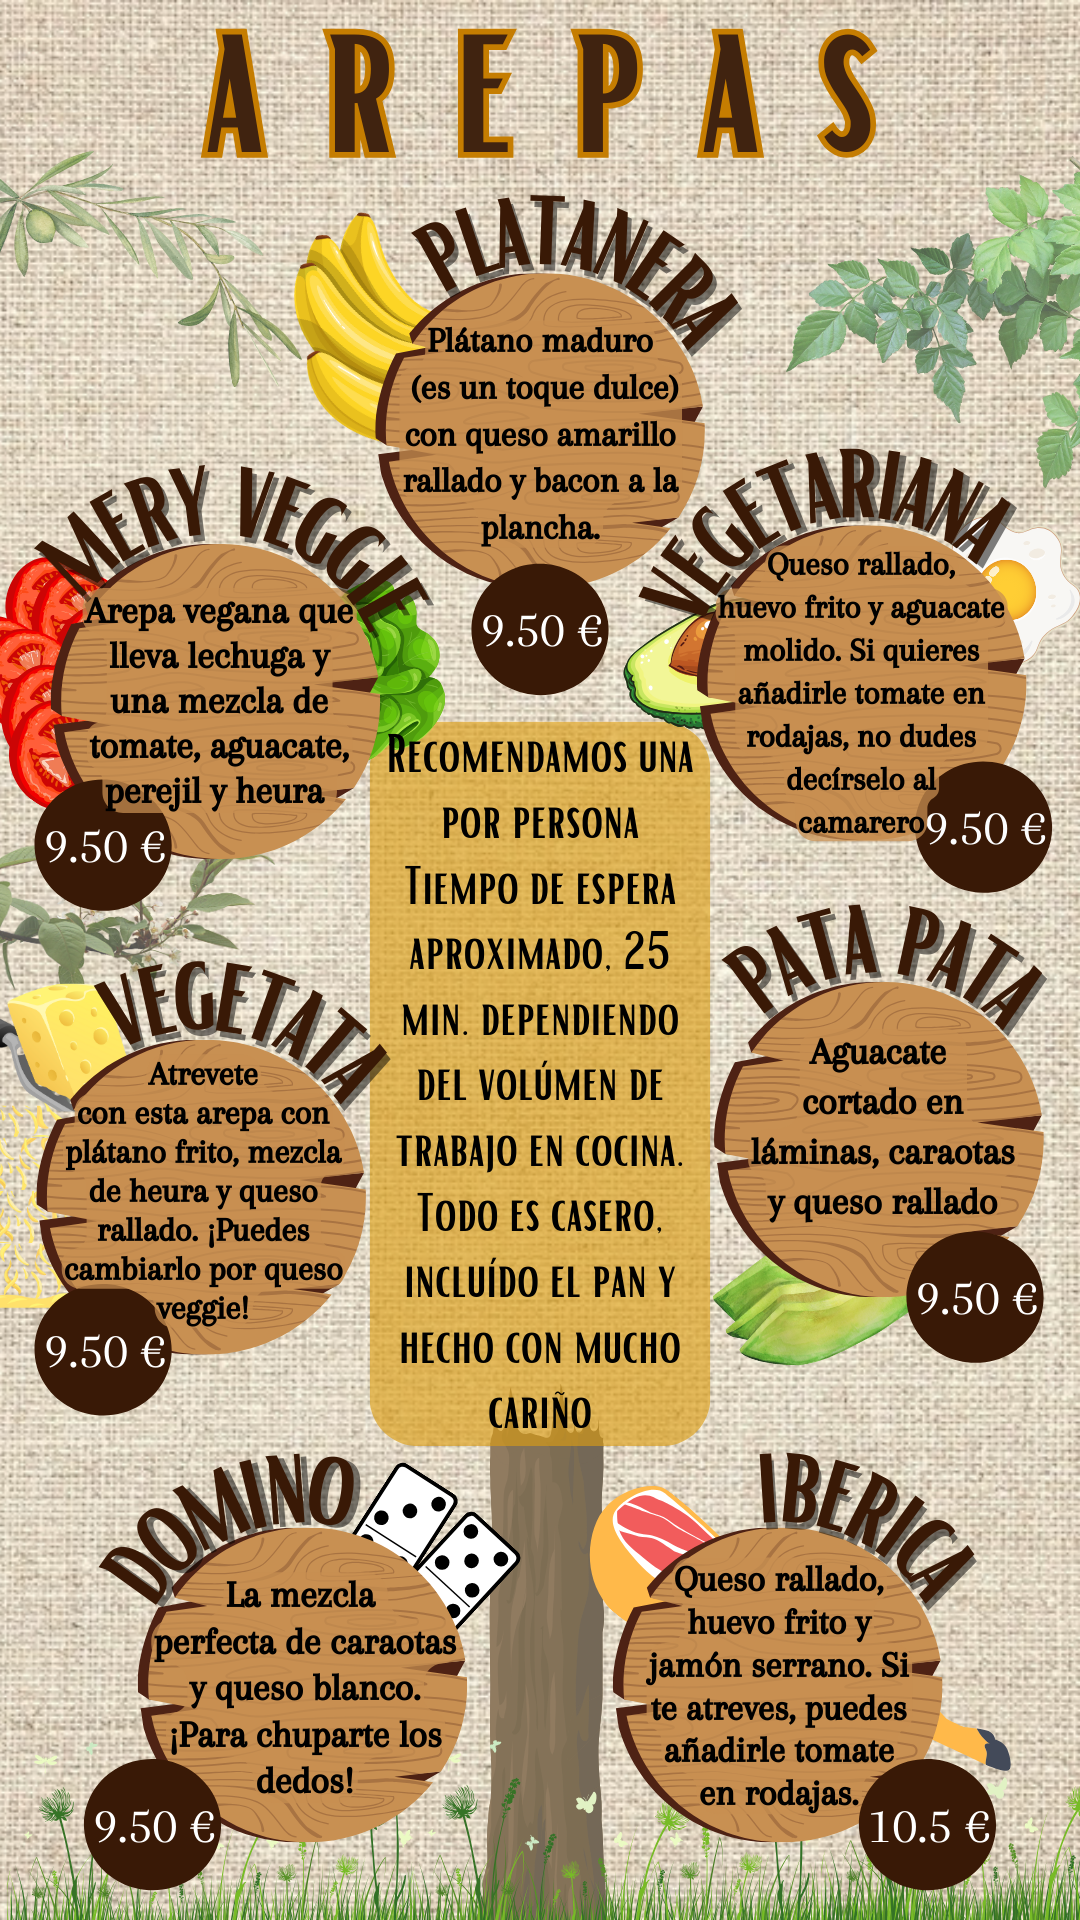 AREPAS
PLATANERA
Plátano maduro
(es un toque dulce)
con queso amarillo
rallado y bacon a la
plancha.
9.50 €
MERY VEGGIE
Arepa vegana que
lleva lechuga y
una mezcla de
tomate, aguacate,
perejil y heura
9.50 €
VEGETARIANA
Queso rallado,
huevo frito y aguacate
molido. Si quieres
añadirle tomate en
rodajas, no dudes
decírselo al
camarero
9.50 €
RECOMENDAMOS UNA
POR PERSONA
TIEMPO DE ESPERA
APROXIMADO, 25
MIN. DEPENDIENDO
DEL VOLÚMEN DE
TRABAJO EN COCINA.
TODO ES CASERO,
INCLUÍDO EL PAN Y
HECHO CON MUCHO
CARIÑO
VEGETATA
Atrevete
con esta arepa con
plátano frito, mezcla
de heura y queso
rallado. ¡Puedes
cambiarlo por queso
veggie!
9.50 €
PATA PATA
Aguacate
cortado en
láminas, caraotas
y queso rallado
9.50 €
DOMINO
La mezcla
perfecta de caraotas
y queso blanco.
¡Para chuparte los
dedos!
9.50 €
IBERICA
Queso rallado,
huevo frito y
jamón serrano. Si
te atreves, puedes
añadirle tomate
en rodajas.
10.5 €